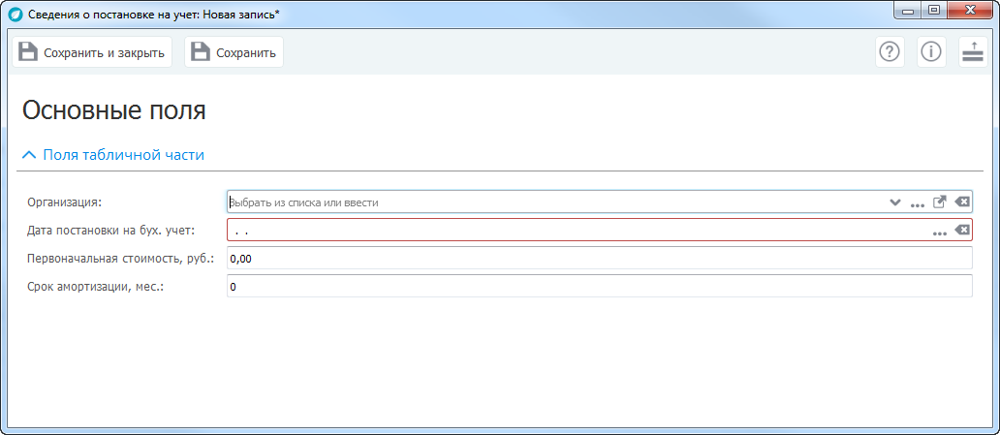 Сведения о постановке на учет: Новая запись*
Сохранить и закрыть Сохранить
Основные поля
Поля табличной части
Организация: Выбрать из списка или ввести
Дата постановки на бух. учет: . .
Первоначальная стоимость, руб.: 0,00
Срок амортизации, мес.: 0